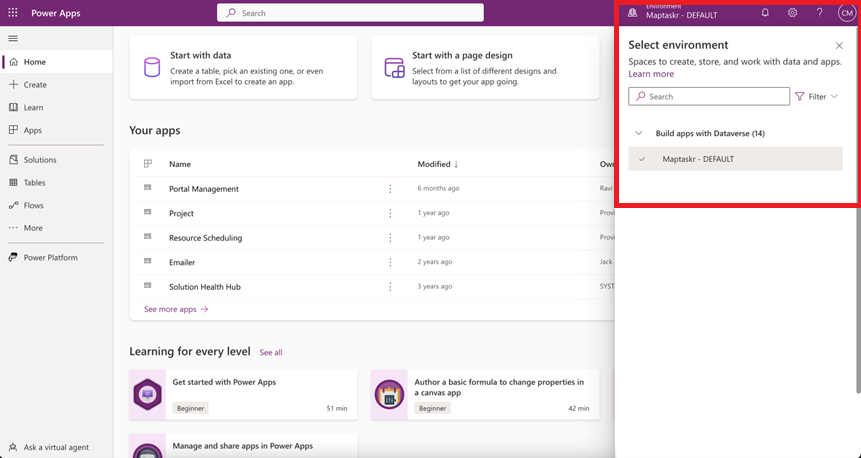 Power Apps
Search
Environment
Maptaskr - DEFAULT
?
CM
Home
Create
Learn
Apps
Solutions
Tables
Flows
More
Power Platform
Ask a virtual agent
Start with data
Create a table, pick an existing one, or even
import from Excel to create an app.
Start with a page design
Select from a list of different designs and
layouts to get your app going.
Your apps
Name Modified ↓ Own
Portal Management 6 months ago Ravi
Project 1 year ago Provi
Resource Scheduling 1 year ago Provi
Emailer 2 years ago Jack
Solution Health Hub 3 years ago SYST
See more apps →
Learning for every level See all
Get started with Power Apps
Beginner 51 min
Author a basic formula to change properties in
a canvas app
Beginner 42 min
Manage and share apps in Power Apps
Select environment
Spaces to create, store, and work with data and apps.
Learn more
Search
Filter
Build apps with Dataverse (14)
Maptaskr - DEFAULT